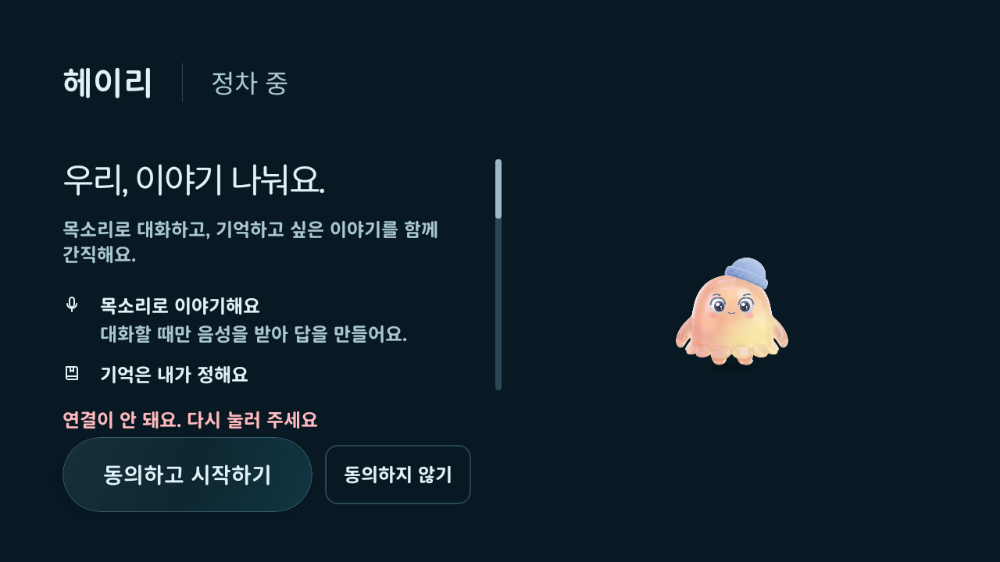 헤이리
정차 중
우리, 이야기 나눠요.
목소리로 대화하고, 기억하고 싶은 이야기를 함께
간직해요.
목소리로 이야기해요
대화할 때만 음성을 받아 답을 만들어요.
기억은 내가 정해요
연결이 안 돼요. 다시 눌러 주세요
동의하고 시작하기
동의하지 않기